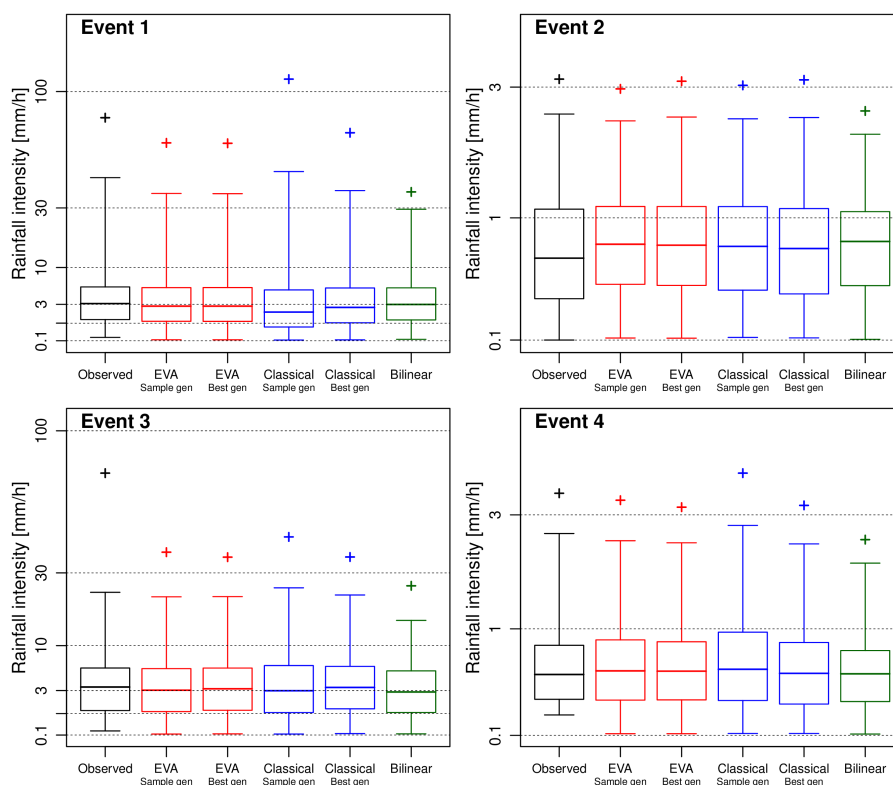 Event 1
Rainfall intensity [mm/h]
100
30
10
3
0.1
Observed
EVA
Sample gen
EVA
Best gen
Classical
Sample gen
Classical
Best gen
Bilinear
Event 2
Rainfall intensity [mm/h]
3
1
0.1
Observed
EVA
Sample gen
EVA
Best gen
Classical
Sample gen
Classical
Best gen
Bilinear
Event 3
Rainfall intensity [mm/h]
100
30
10
3
0.1
Observed
EVA
Sample gen
EVA
Best gen
Classical
Sample gen
Classical
Best gen
Bilinear
Event 4
Rainfall intensity [mm/h]
3
1
0.1
Observed
EVA
Sample gen
EVA
Best gen
Classical
Sample gen
Classical
Best gen
Bilinear